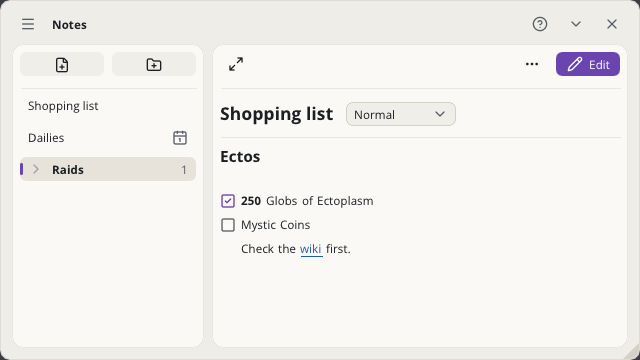 Notes
Edit
Shopping list
Dailies
Raids 1
Shopping list Normal
Ectos
250 Globs of Ectoplasm
Mystic Coins
Check the wiki first.